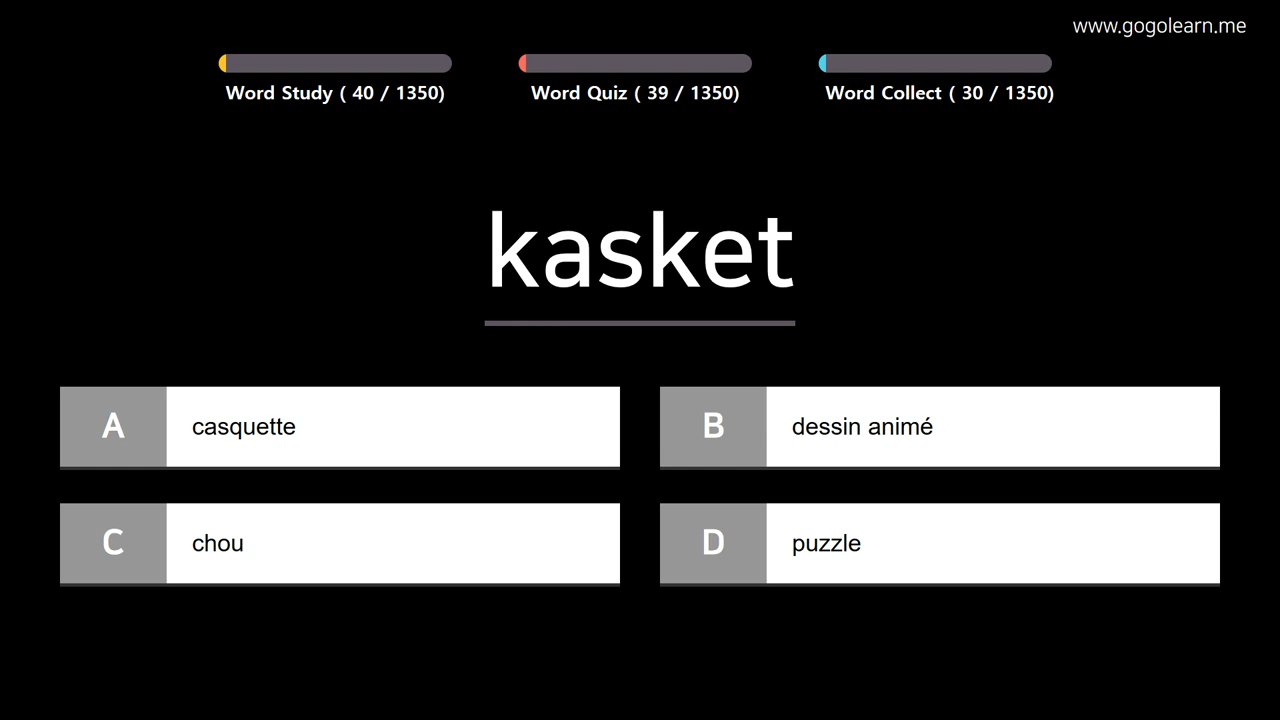 www.gogolearn.me
Word Study ( 40 / 1350)
Word Quiz ( 39 / 1350)
Word Collect ( 30 / 1350)
kasket
A casquette
B dessin animé
C chou
D puzzle